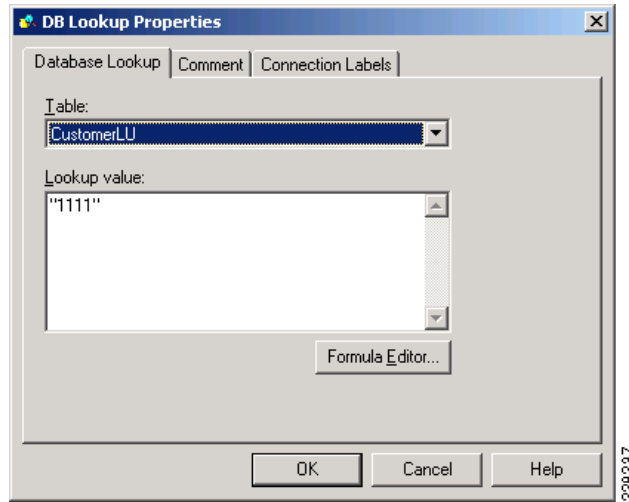 DB Lookup Properties
Database Lookup
Comment
Connection Labels
Table:
CustomerLU
Lookup value:
"1111"
Formula Editor...
OK
Cancel
Help